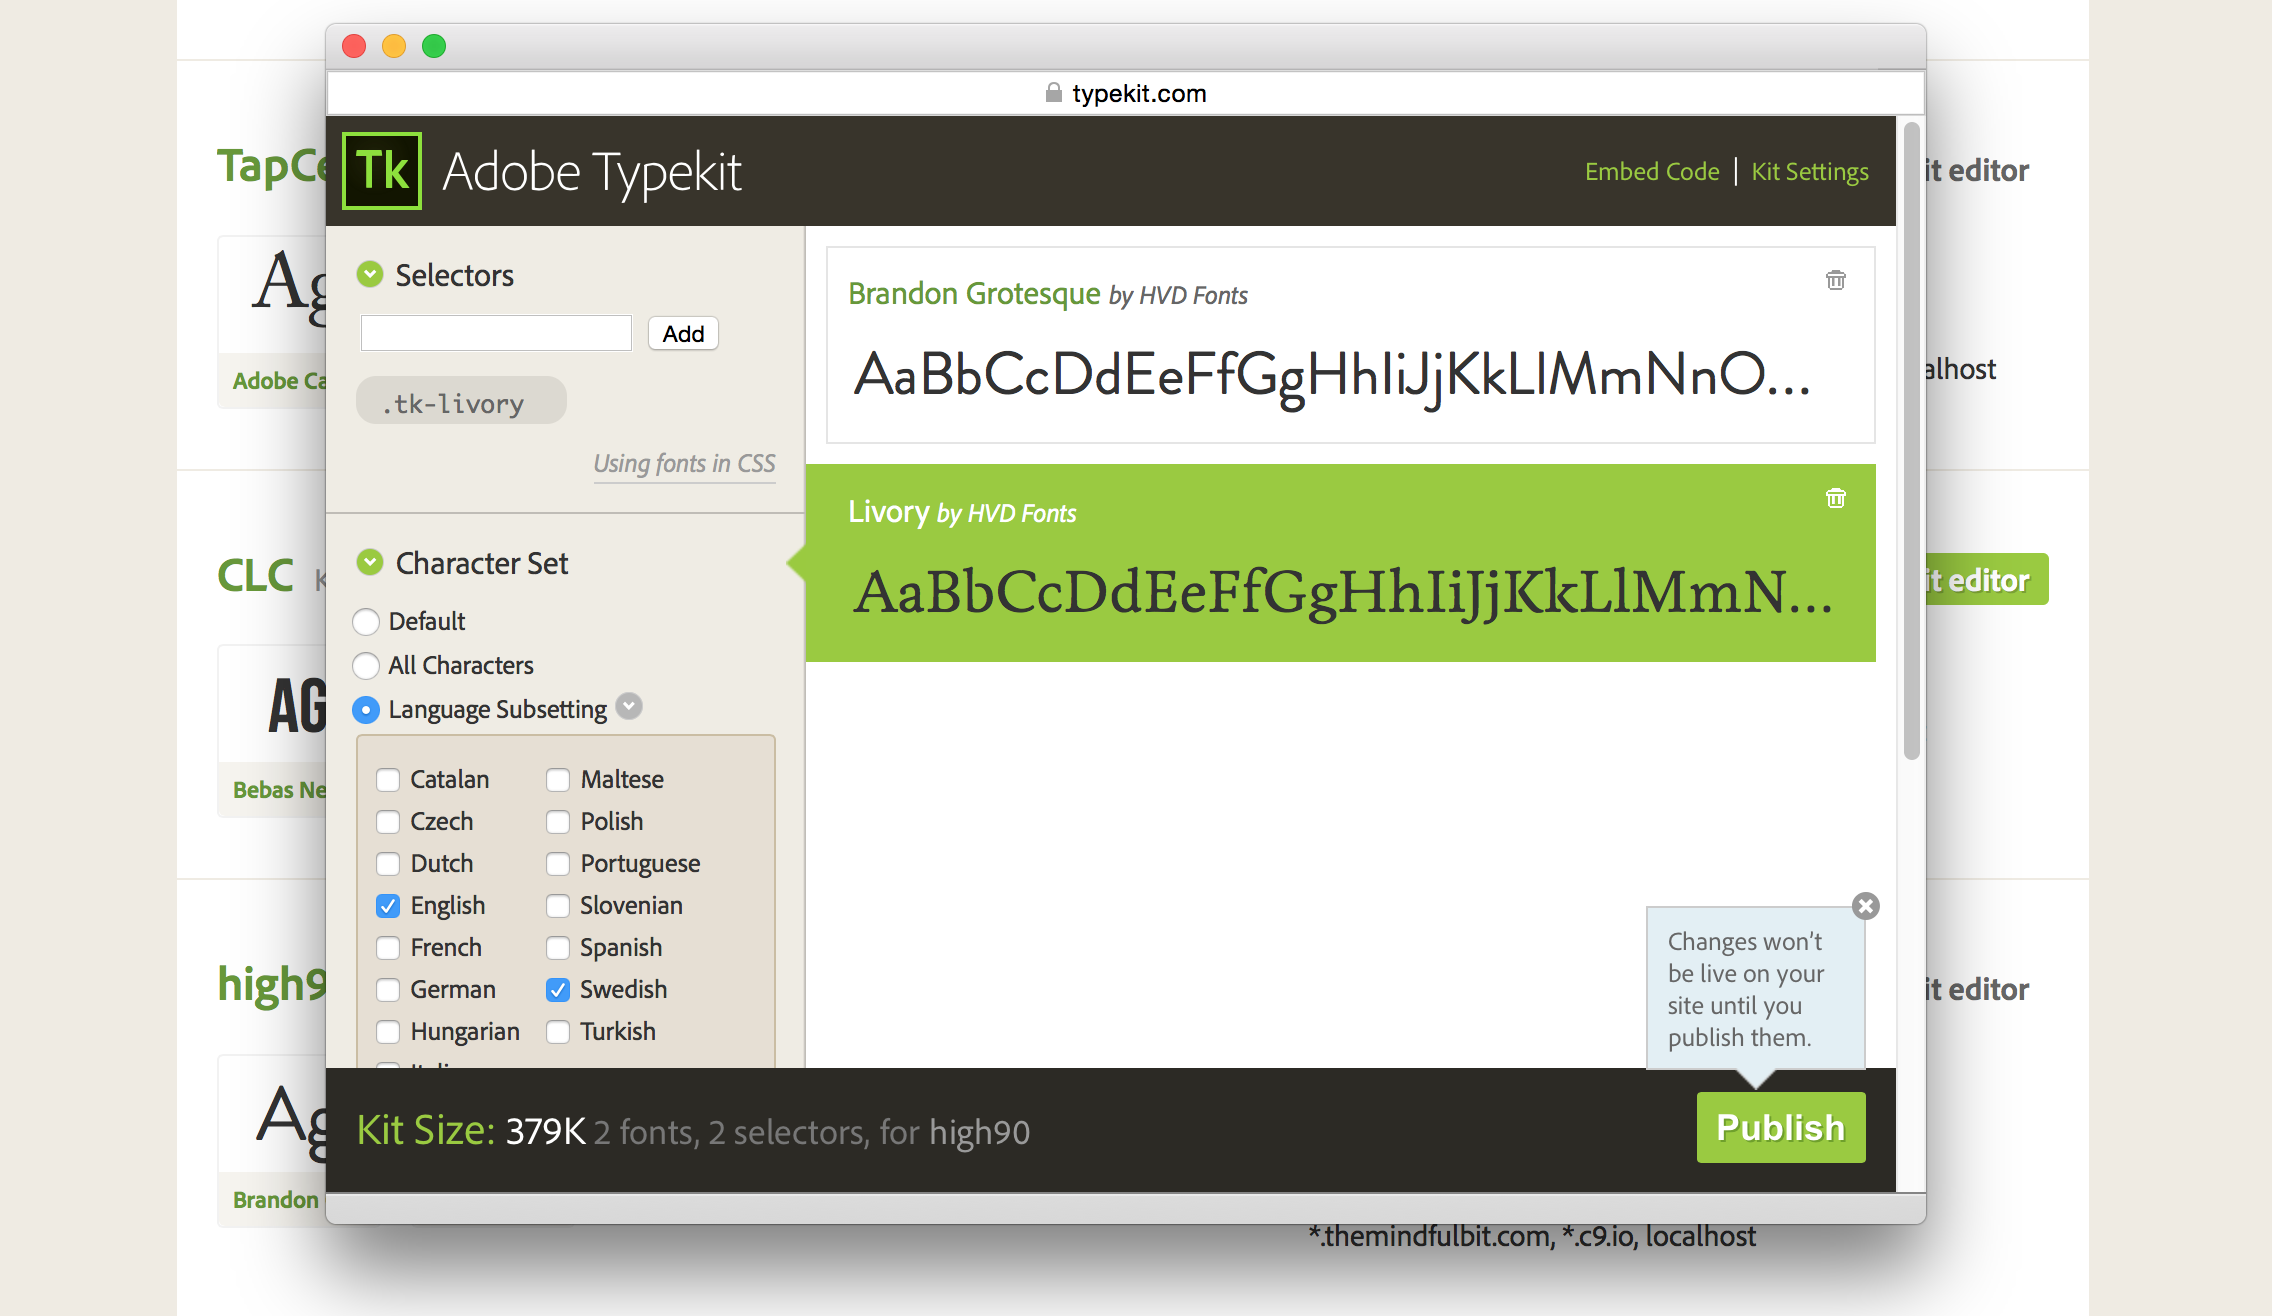 typekit.com
Tk Adobe Typekit
Embed Code | Kit Settings
Selectors
Add
.tk-livory
Using fonts in CSS
Character Set
Default
All Characters
Language Subsetting
Catalan
Czech
Dutch
English
French
German
Hungarian
Maltese
Polish
Portuguese
Slovenian
Spanish
Swedish
Turkish
Brandon Grotesque by HVD Fonts
AaBbCcDdEeFfGgHhIiJjKkLlMmNnO...
Livory by HVD Fonts
AaBbCcDdEeFfGgHhIiJjKkLlMmN...
Changes won't
be live on your
site until you
publish them.
Kit Size: 379K 2 fonts, 2 selectors, for high90
Publish
TapCe
Ag
Adobe Ca
it editor
alhost
CLC K
AG
Bebas Ne
it editor
high9
Ag
Brandon
it editor
*.themindfulbit.com, *.c9.io, localhost